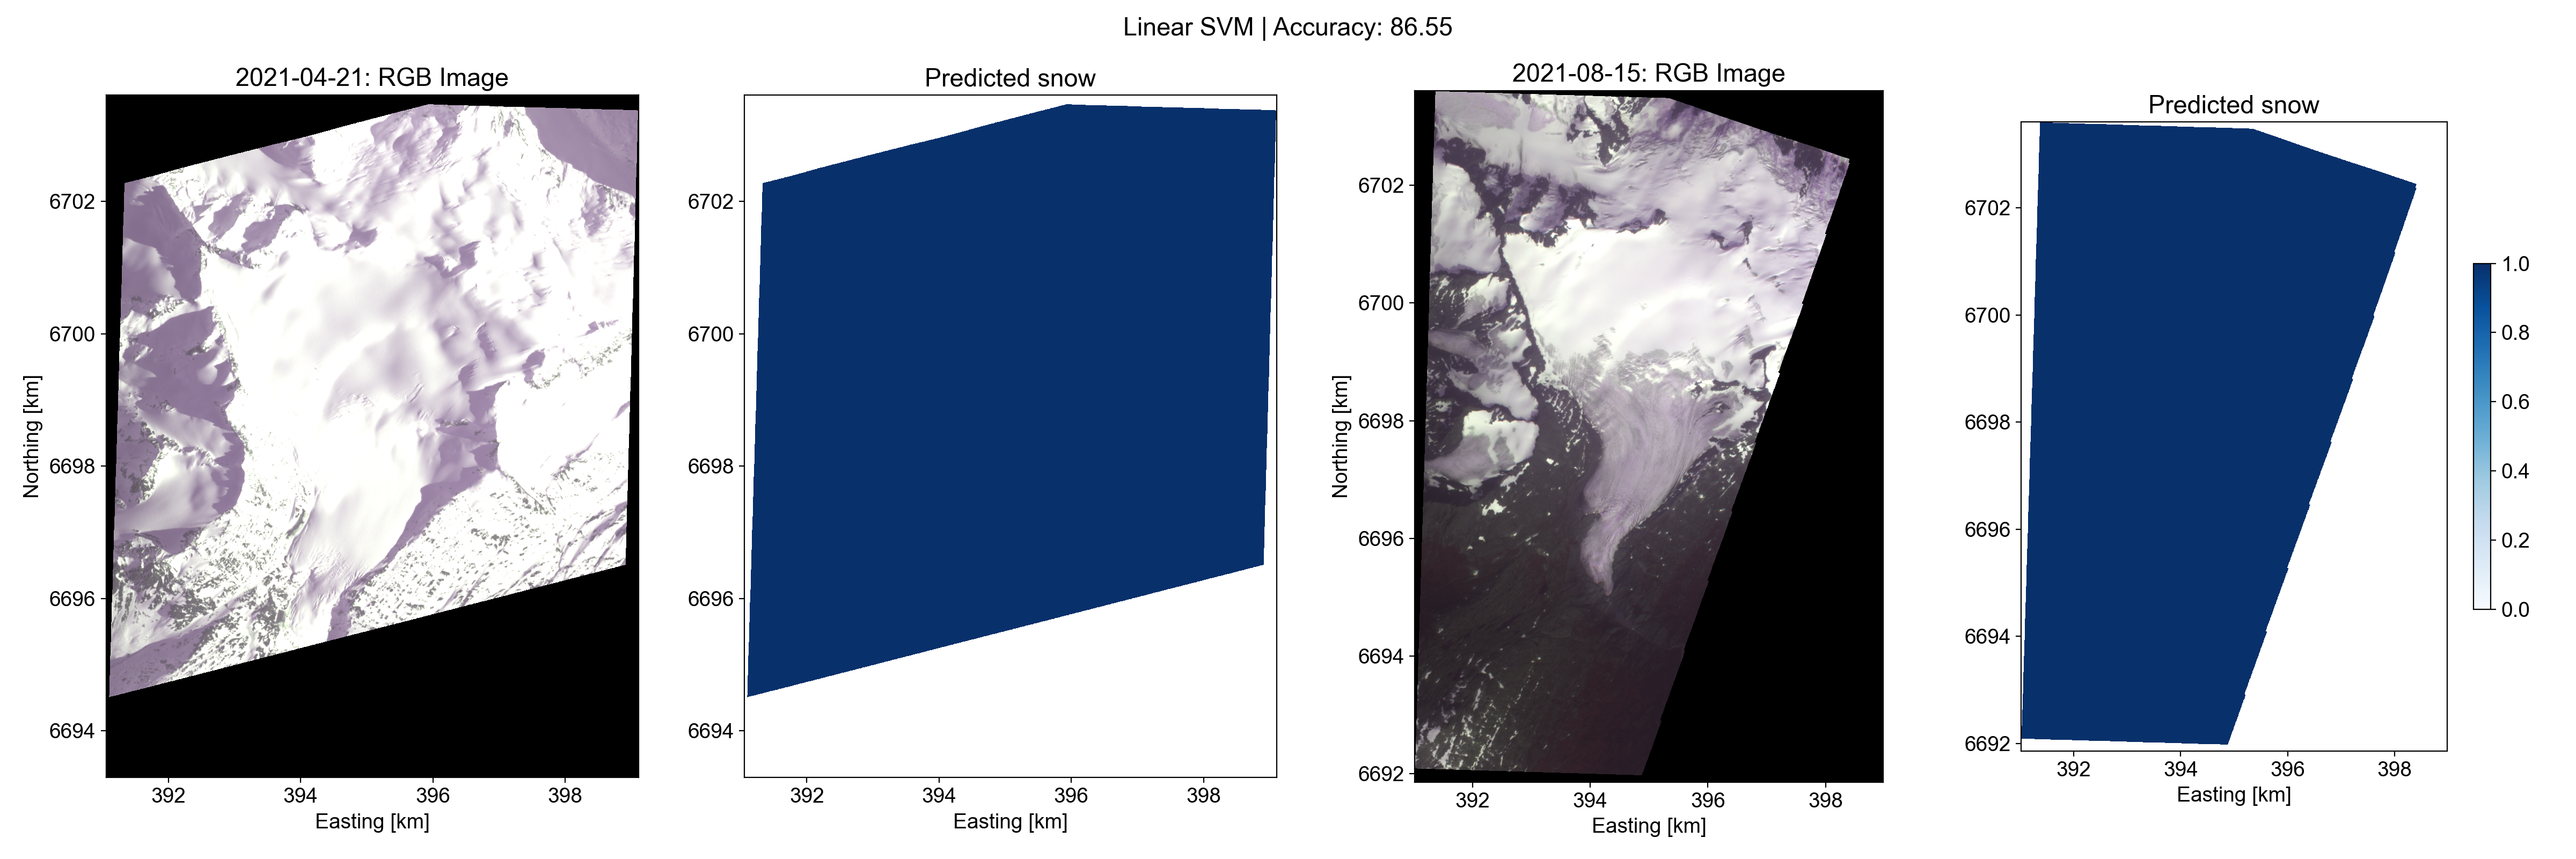 Linear SVM | Accuracy: 86.55
2021-04-21: RGB Image
Northing [km]
6702
6700
6698
6696
6694
392 394 396 398
Easting [km]
Predicted snow
6702
6700
6698
6696
6694
392 394 396 398
Easting [km]
2021-08-15: RGB Image
Northing [km]
6702
6700
6698
6696
6694
6692
392 394 396 398
Easting [km]
Predicted snow
6702
6700
6698
6696
6694
6692
392 394 396 398
Easting [km]
1.0
0.8
0.6
0.4
0.2
0.0